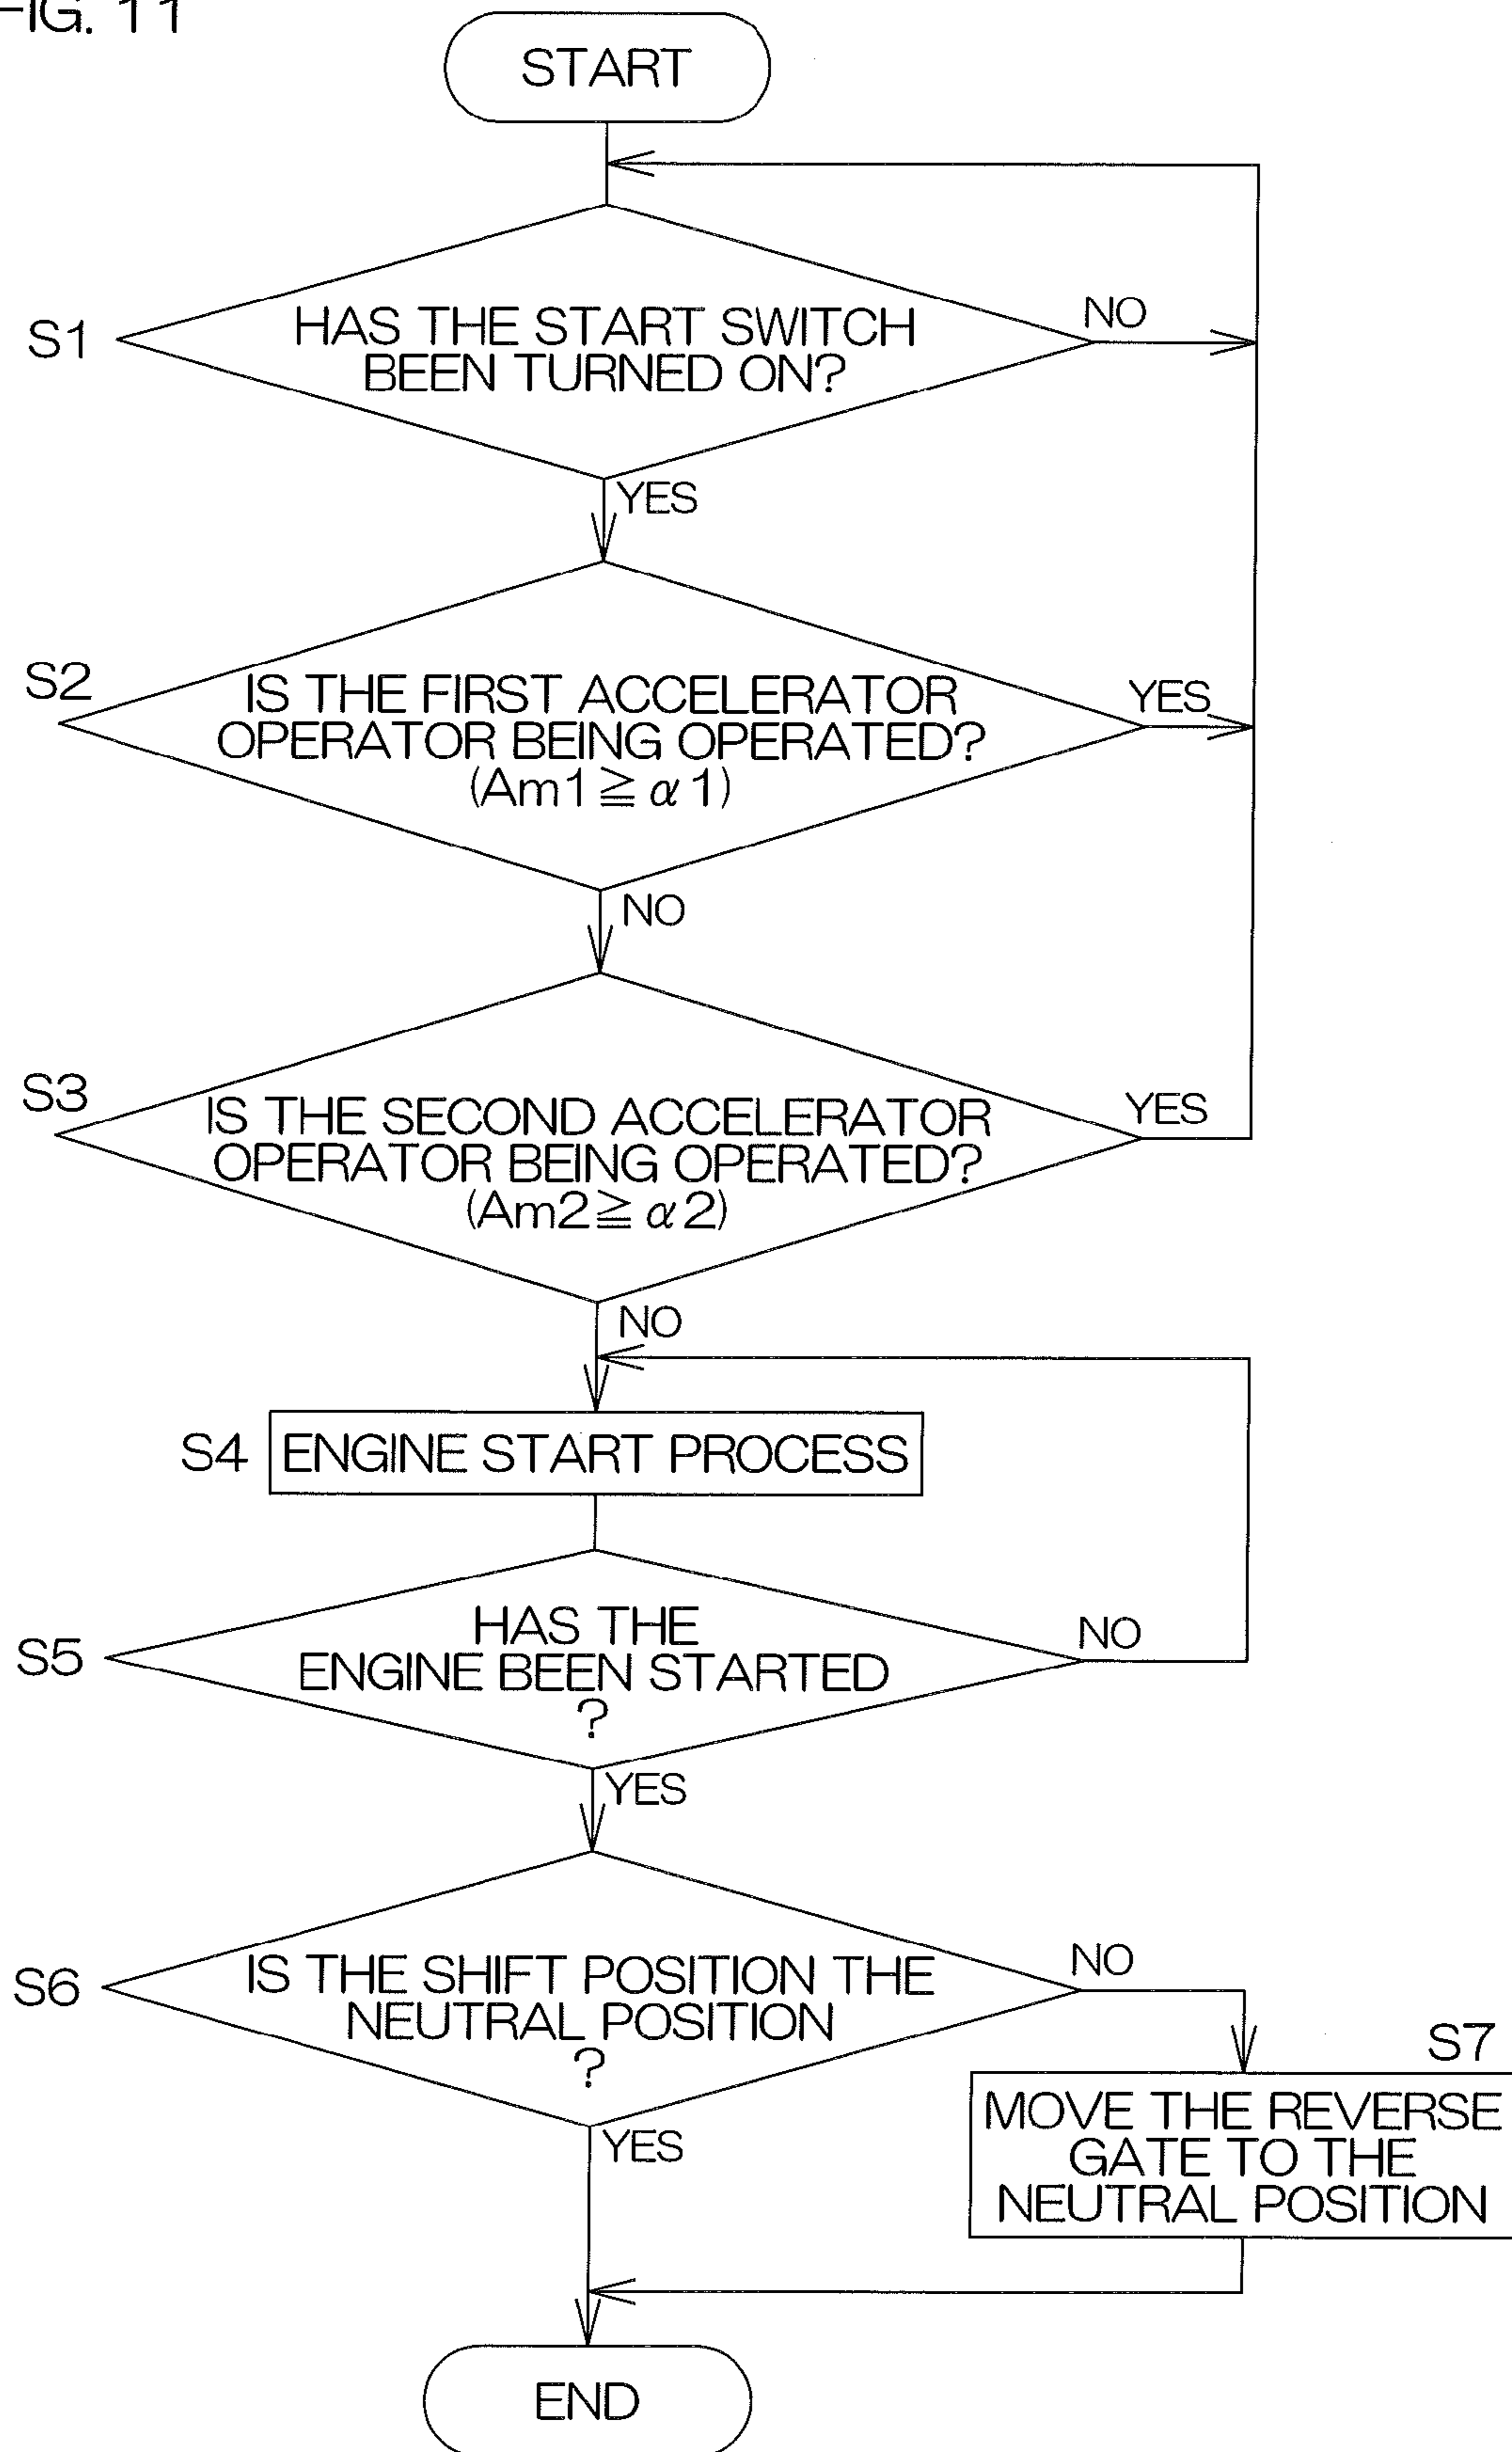 FIG. 11
START
S1
HAS THE START SWITCH
BEEN TURNED ON?
NO
YES
S2
IS THE FIRST ACCELERATOR
OPERATOR BEING OPERATED?
(Am1≧α1)
YES
NO
S3
IS THE SECOND ACCELERATOR
OPERATOR BEING OPERATED?
(Am2≧α2)
YES
NO
S4
ENGINE START PROCESS
S5
HAS THE
ENGINE BEEN STARTED
?
NO
YES
S6
IS THE SHIFT POSITION THE
NEUTRAL POSITION
?
NO
YES
S7
MOVE THE REVERSE
GATE TO THE
NEUTRAL POSITION
END